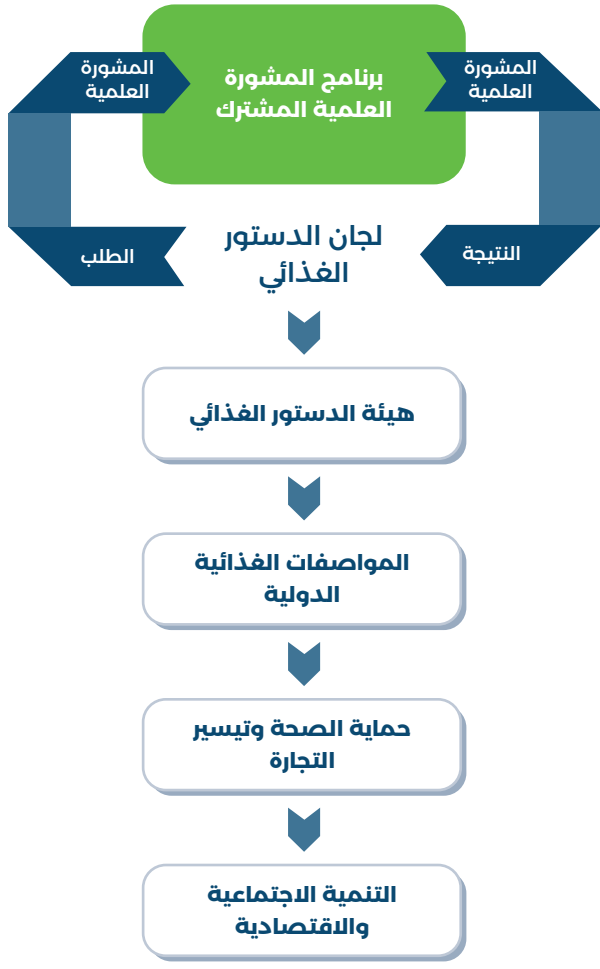 المشورة
العلمية
برنامج المشورة
العلمية المشترك
المشورة
العلمية
النتيجة
لجان الدستور
الغذائي
الطلب
هيئة الدستور الغذائي
المواصفات الغذائية
الدولية
حماية الصحة وتيسير
التجارة
التنمية الاجتماعية
والاقتصادية